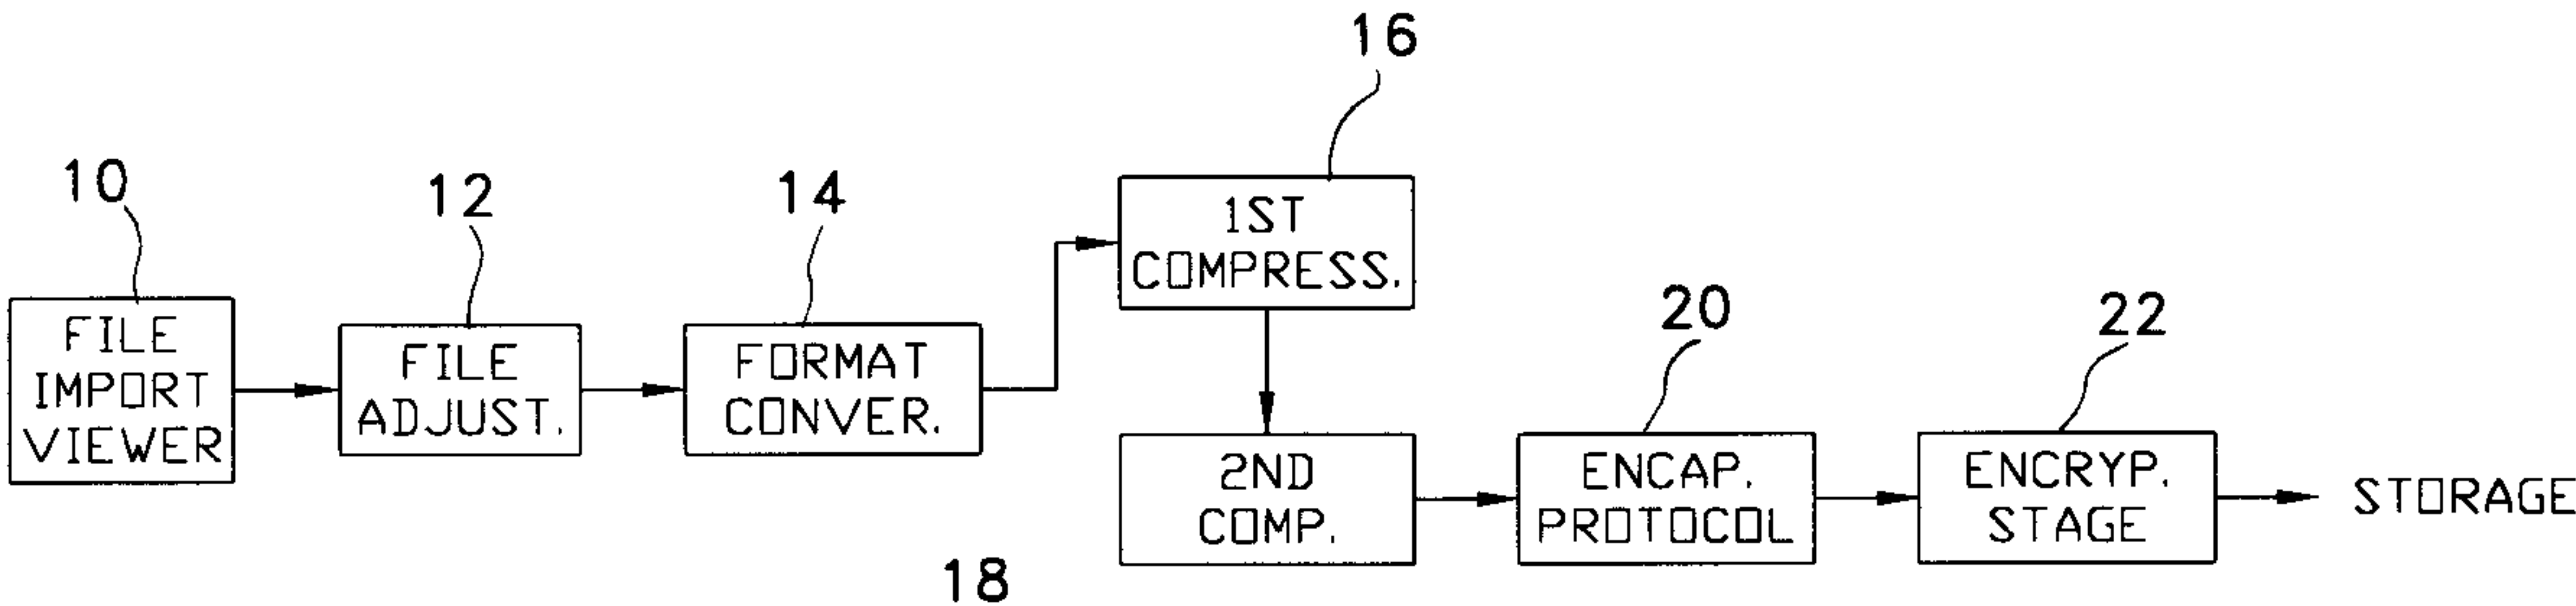 10
FILE
IMPORT
VIEWER
12
FILE
ADJUST.
14
FORMAT
CONVER.
16
1ST
COMPRESS.
2ND
COMP.
18
20
ENCAP.
PROTOCOL
22
ENCRYP.
STAGE
STORAGE